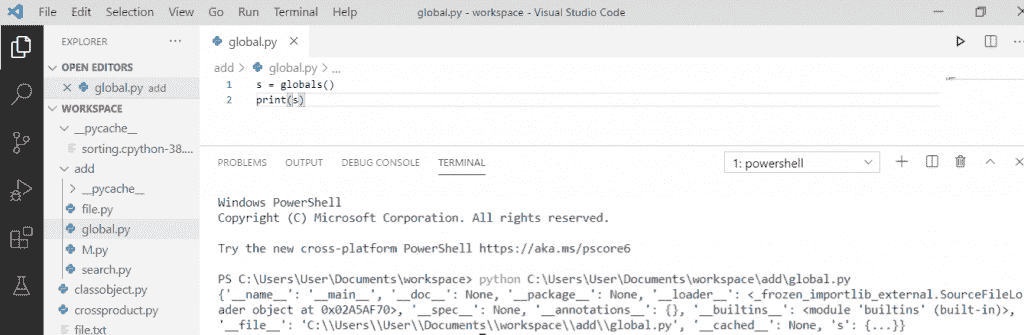 File Edit Selection View Go Run Terminal Help global.py - workspace - Visual Studio Code
EXPLORER
OPEN EDITORS
global.py add
WORKSPACE
__pycache__
sorting.cpython-38....
add
__pycache__
file.py
global.py
M.py
search.py
classobject.py
crossproduct.py
file.txt
global.py
add > global.py > ...
1 s = globals()
2 print(s)
PROBLEMS OUTPUT DEBUG CONSOLE TERMINAL 1: powershell
Windows PowerShell
Copyright (C) Microsoft Corporation. All rights reserved.
Try the new cross-platform PowerShell https://aka.ms/pscore6
PS C:\Users\User\Documents\workspace> python C:\Users\User\Documents\workspace\add\global.py
{'__name__': '__main__', '__doc__': None, '__package__': None, '__loader__': <_frozen_importlib_external.SourceFileLo
ader object at 0x02A5AF70>, '__spec__': None, '__annotations__': {}, '__builtins__': <module 'builtins' (built-in)>,
'__file__': 'C:\\Users\\User\\Documents\\workspace\\add\\global.py', '__cached__': None, 's': {...}}